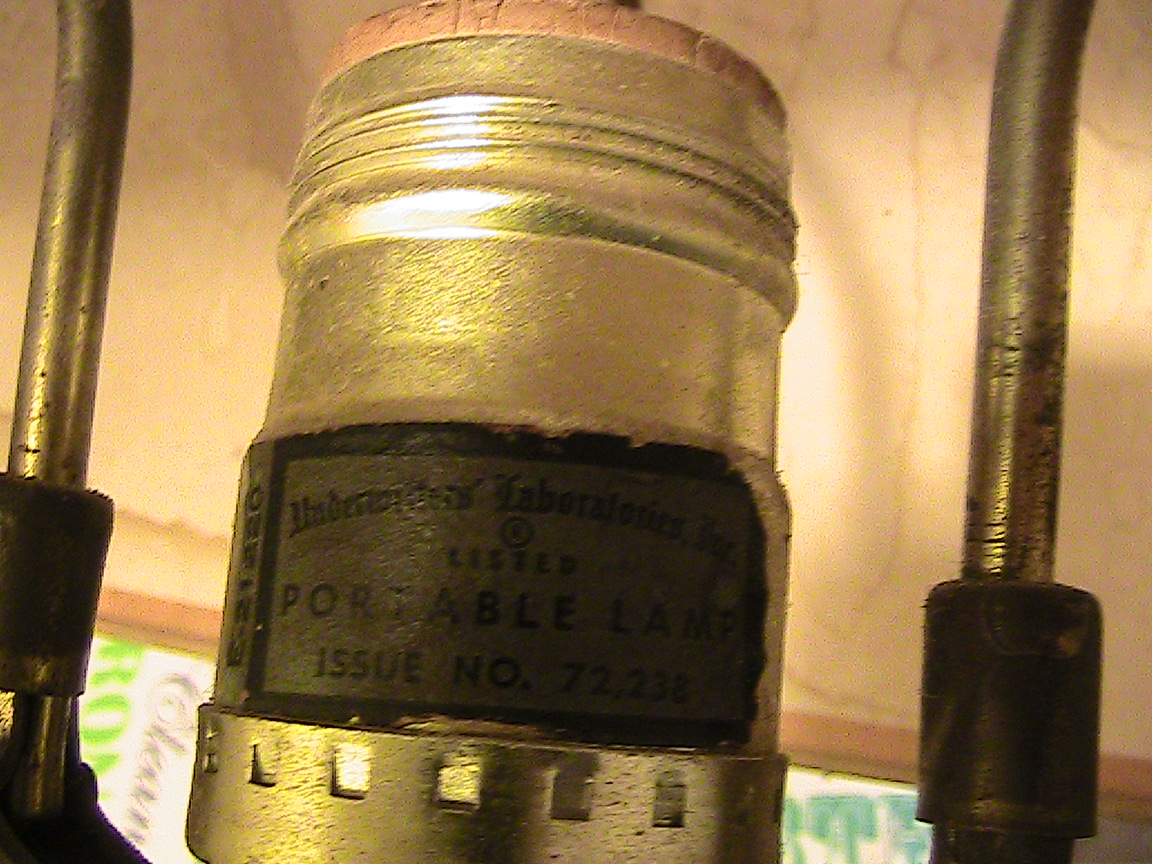 Underwriters' Laboratories, Inc.
LISTED
PORTABLE LAMP
ISSUE NO. 72,238